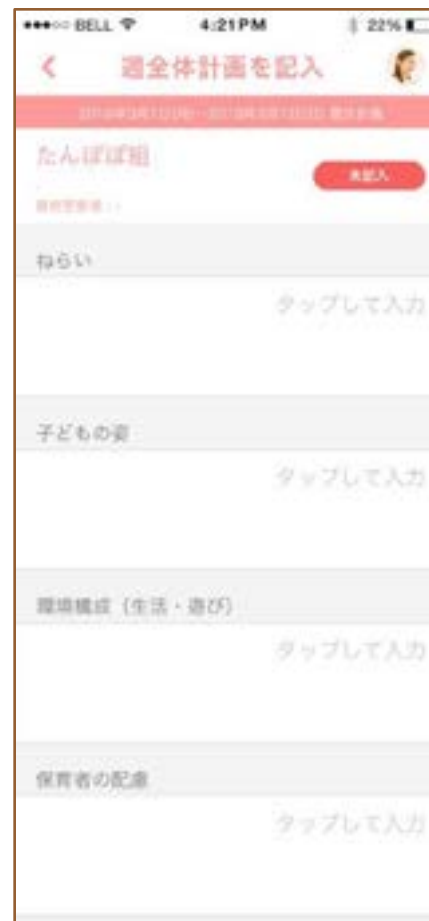 BELL 4:21PM 22%
週全体計画を記入
たんぽぽ組
未記入
ねらい
タップして入力
子どもの姿
タップして入力
環境構成（生活・遊び）
タップして入力
保育者の配慮
タップして入力